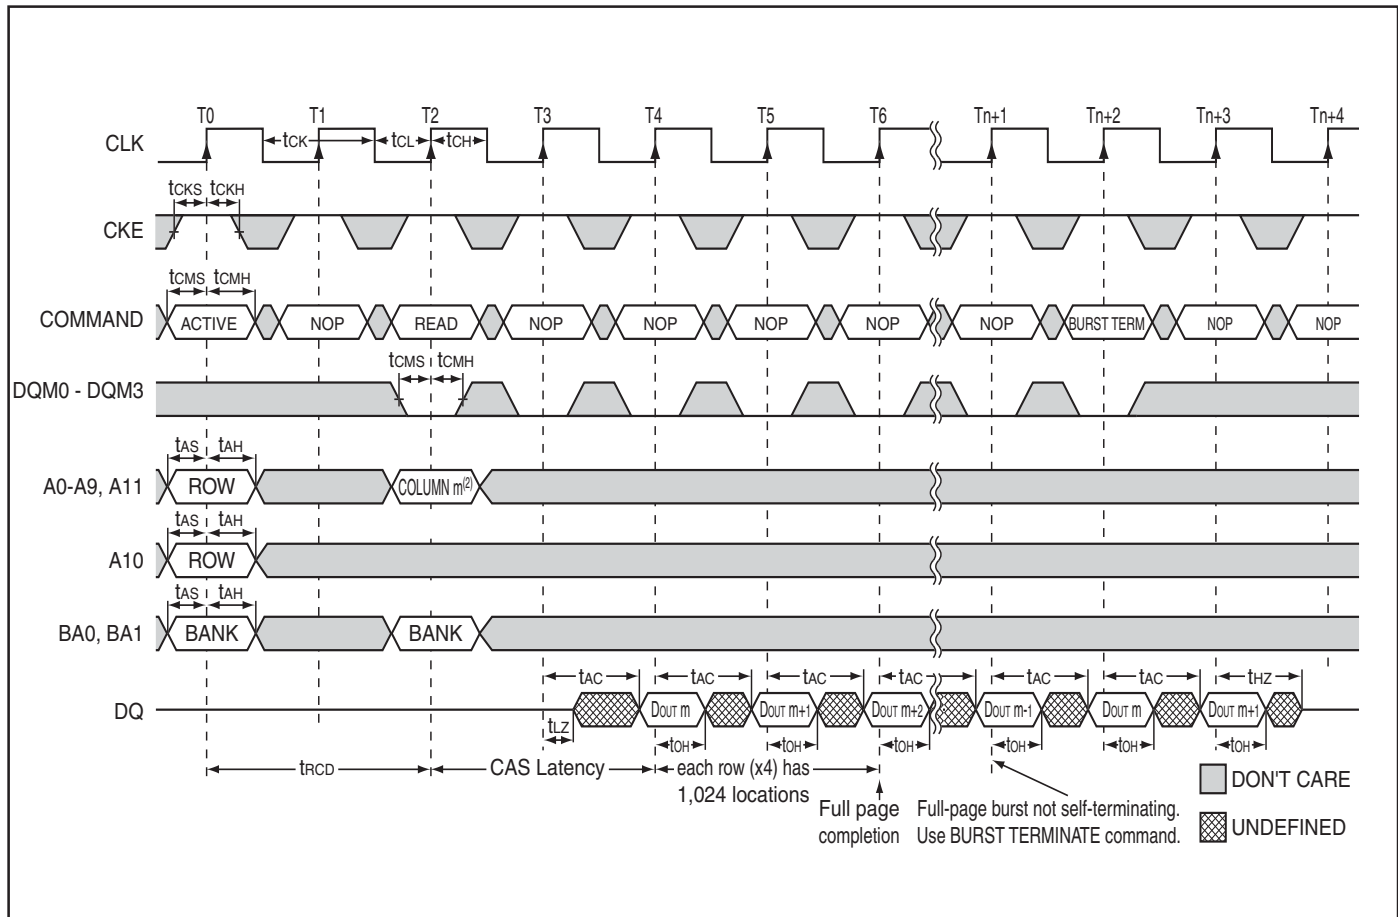 T0 T1 T2 T3 T4 T5 T6 Tn+1 Tn+2 Tn+3 Tn+4
CLK
tCK tCL tCH
tCKS tCKH
CKE
tCMS tCMH
COMMAND ACTIVE NOP READ NOP NOP NOP NOP NOP BURST TERM NOP NOP
tCMS tCMH
DQM0 - DQM3
tAS tAH
A0-A9, A11 ROW COLUMN m(2)
tAS tAH
A10 ROW
tAS tAH
BA0, BA1 BANK BANK
tAC tAC tAC tAC tAC tAC tHZ
DQ DOUT m DOUT m+1 DOUT m+2 DOUT m-1 DOUT m DOUT m+1
tLZ tOH tOH tOH tOH tOH tOH
tRCD CAS Latency each row (x4) has
1,024 locations
Full page
completion
Full-page burst not self-terminating.
Use BURST TERMINATE command.
DON'T CARE
UNDEFINED